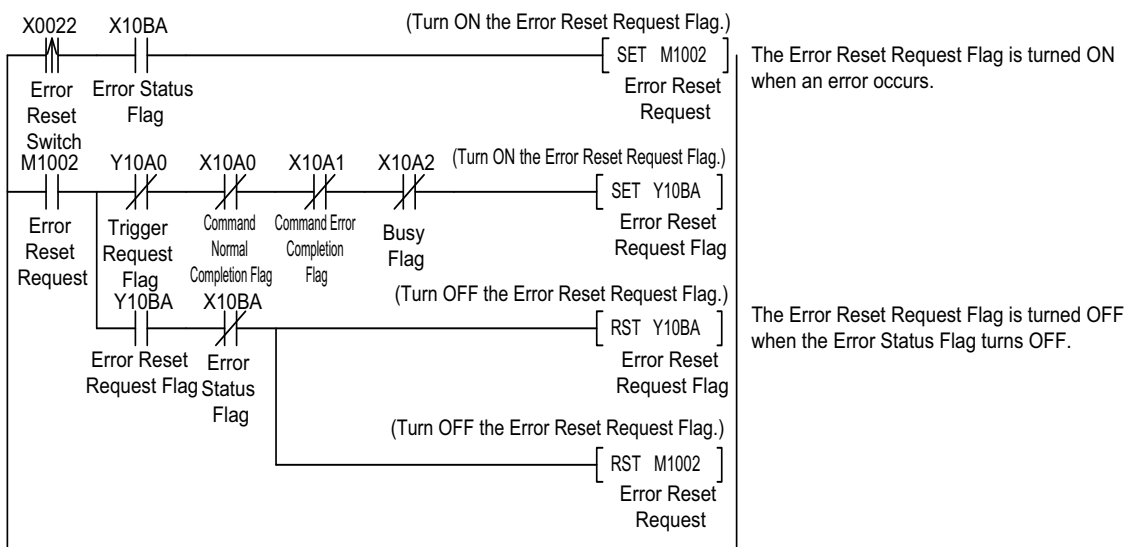 (Turn ON the Error Reset Request Flag.)
X0022 X10BA
SET M1002
Error Reset Switch
Error Status Flag
Error Reset Request
The Error Reset Request Flag is turned ON
when an error occurs.
M1002 Y10A0 X10A0 X10A1 X10A2 (Turn ON the Error Reset Request Flag.)
SET Y10BA
Error Reset Request
Trigger Request Flag
Command Normal Completion Flag
Command Error Completion Flag
Busy Flag
Error Reset Request Flag
Y10BA X10BA (Turn OFF the Error Reset Request Flag.)
RST Y10BA
Error Reset Request Flag
Error Status Flag
Error Reset Request Flag
The Error Reset Request Flag is turned OFF
when the Error Status Flag turns OFF.
(Turn OFF the Error Reset Request Flag.)
RST M1002
Error Reset Request